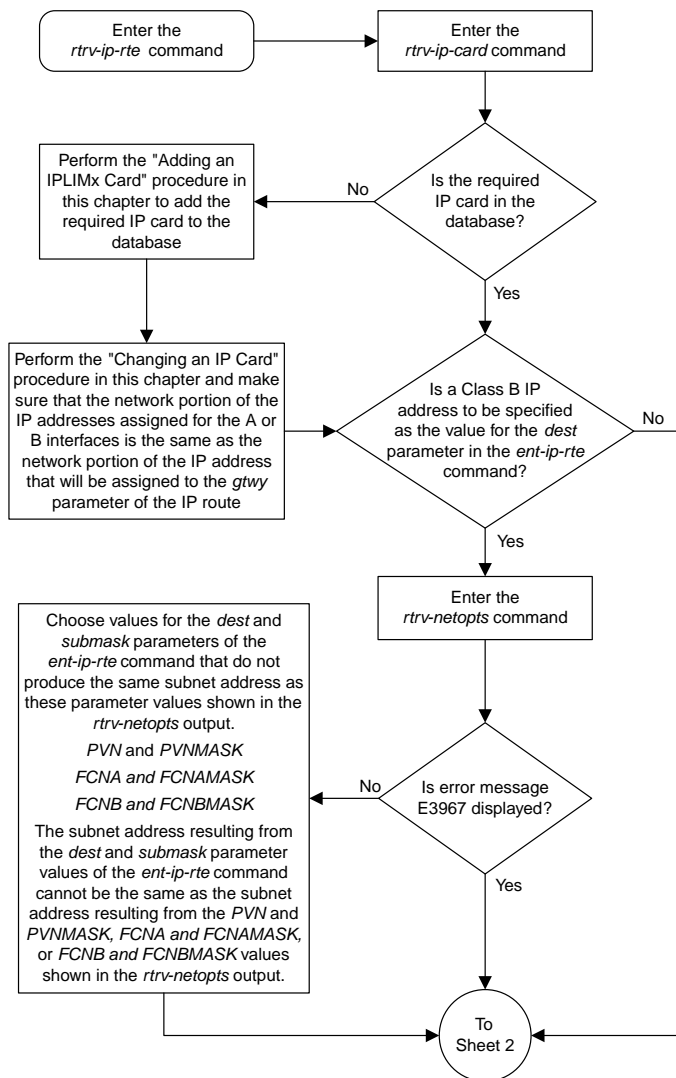 Enter the
rtrv-ip-rte command
Enter the
rtrv-ip-card command
Perform the "Adding an
IPLIMx Card" procedure in
this chapter to add the
required IP card to the
database
No
Is the required
IP card in the
database?
Yes
Perform the "Changing an IP Card"
procedure in this chapter and make
sure that the network portion of the
IP addresses assigned for the A or
B interfaces is the same as the
network portion of the IP address
that will be assigned to the gtwy
parameter of the IP route
Is a Class B IP
address to be specified
as the value for the dest
parameter in the ent-ip-rte
command?
No
Yes
Enter the
rtrv-netopts command
Choose values for the dest and
submask parameters of the
ent-ip-rte command that do not
produce the same subnet address as
these parameter values shown in the
rtrv-netopts output.
PVN and PVNMASK
FCNA and FCNAMASK
FCNB and FCNBMASK
The subnet address resulting from
the dest and submask parameter
values of the ent-ip-rte command
cannot be the same as the subnet
address resulting from the PVN and
PVNMASK, FCNA and FCNAMASK,
or FCNB and FCNBMASK values
shown in the rtrv-netopts output.
No
Is error message
E3967 displayed?
Yes
To
Sheet 2